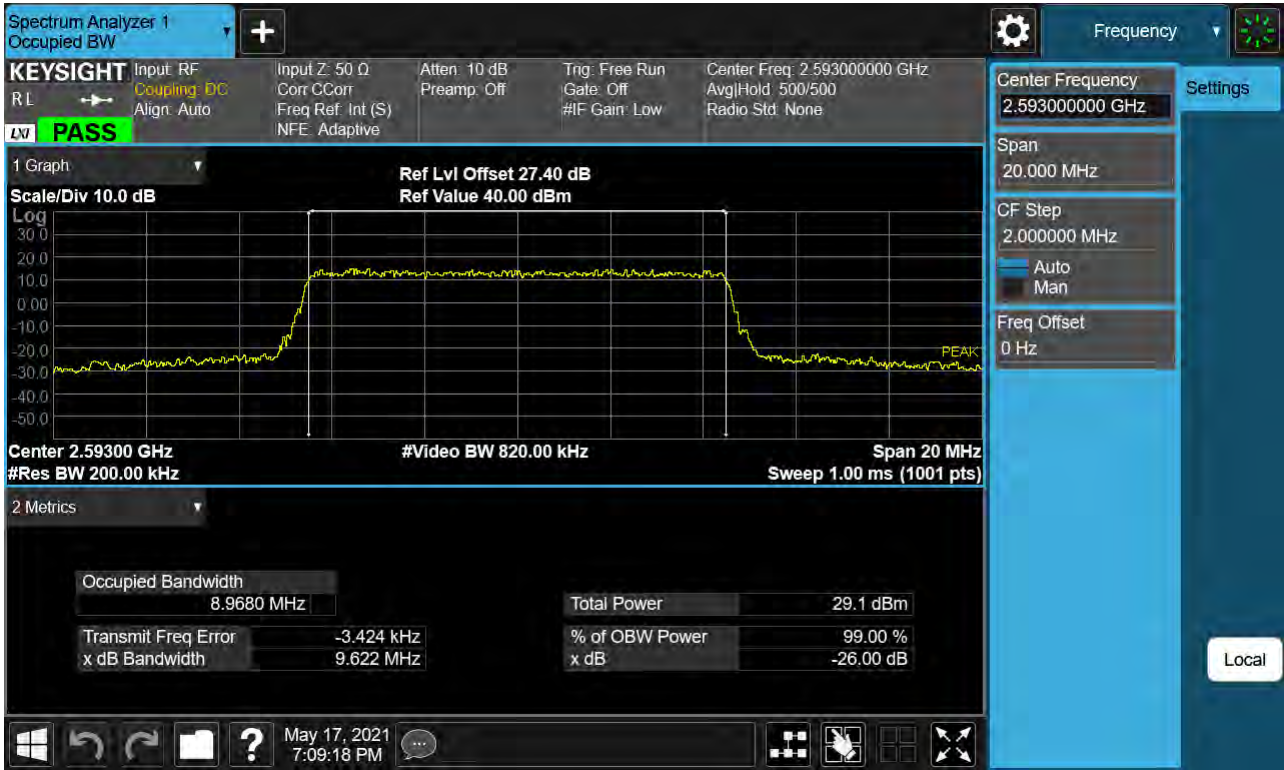 Spectrum Analyzer 1
Occupied BW
Frequency
KEYSIGHT
RL
LXI
PASS
Input: RF
Coupling: DC
Align: Auto
Input Z: 50 Ω
Corr CCorr
Freq Ref: Int (S)
NFE: Adaptive
Atten: 10 dB
Preamp: Off
Trig: Free Run
Gate: Off
#IF Gain: Low
Center Freq: 2.593000000 GHz
Avg|Hold: 500/500
Radio Std: None
Center Frequency
2.593000000 GHz
Settings
Span
20.000 MHz
CF Step
2.000000 MHz
Auto
Man
Freq Offset
0 Hz
Local
1 Graph
Scale/Div 10.0 dB
Ref Lvl Offset 27.40 dB
Ref Value 40.00 dBm
Log
30.0
20.0
10.0
0.00
-10.0
-20.0
-30.0
-40.0
-50.0
PEAK
Center 2.59300 GHz
#Video BW 820.00 kHz
Span 20 MHz
#Res BW 200.00 kHz
Sweep 1.00 ms (1001 pts)
2 Metrics
Occupied Bandwidth
8.9680 MHz
Total Power 29.1 dBm
Transmit Freq Error -3.424 kHz
% of OBW Power 99.00 %
x dB Bandwidth 9.622 MHz
x dB -26.00 dB
?
May 17, 2021
7:09:18 PM